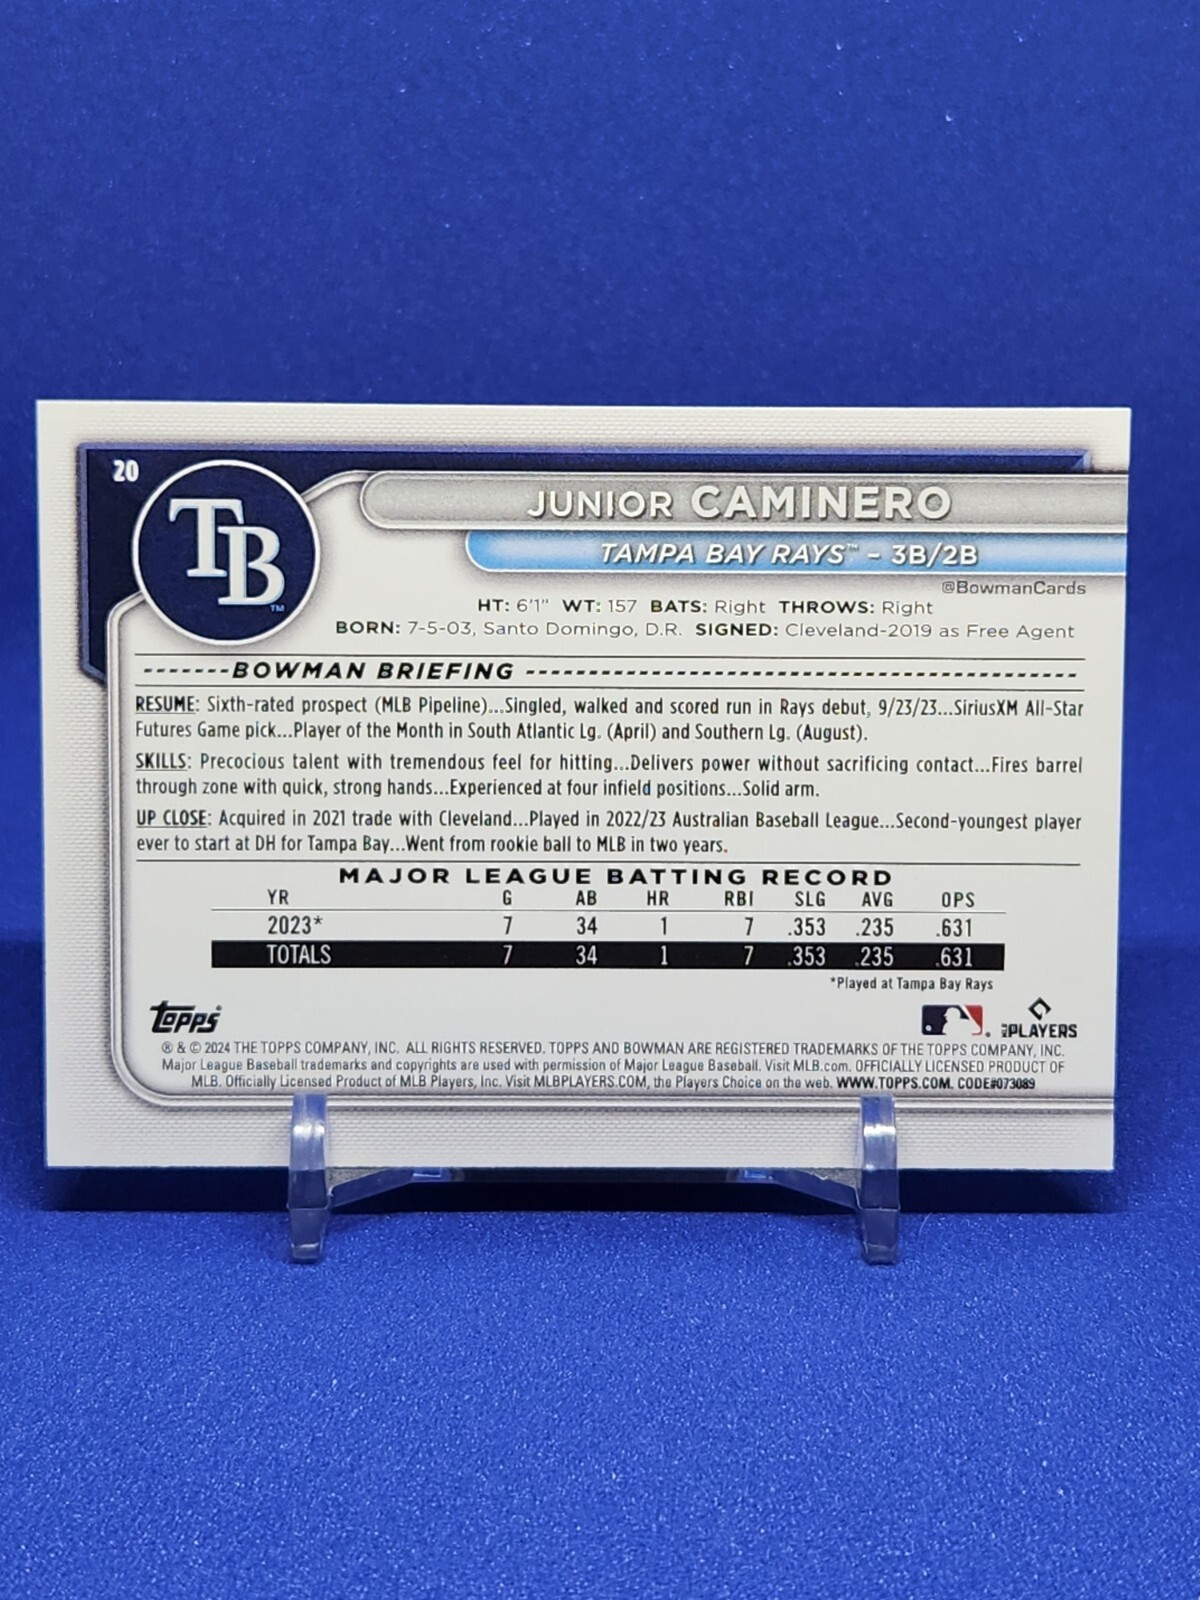 20
TB™
JUNIOR CAMINERO
TAMPA BAY RAYS™ – 3B/2B
@BowmanCards
HT: 6'1" WT: 157 BATS: Right THROWS: Right
BORN: 7-5-03, Santo Domingo, D.R. SIGNED: Cleveland-2019 as Free Agent
BOWMAN BRIEFING
RESUME: Sixth-rated prospect (MLB Pipeline)...Singled, walked and scored run in Rays debut, 9/23/23...SiriusXM All-Star
Futures Game pick...Player of the Month in South Atlantic Lg. (April) and Southern Lg. (August).
SKILLS: Precocious talent with tremendous feel for hitting...Delivers power without sacrificing contact...Fires barrel
through zone with quick, strong hands...Experienced at four infield positions...Solid arm.
UP CLOSE: Acquired in 2021 trade with Cleveland...Played in 2022/23 Australian Baseball League...Second-youngest player
ever to start at DH for Tampa Bay...Went from rookie ball to MLB in two years.
MAJOR LEAGUE BATTING RECORD
YR G AB HR RBI SLG AVG OPS
2023* 7 34 1 7 .353 .235 .631
TOTALS 7 34 1 7 .353 .235 .631
*Played at Tampa Bay Rays
Topps® MLB PLAYERS
® & © 2024 THE TOPPS COMPANY, INC. ALL RIGHTS RESERVED. TOPPS AND BOWMAN ARE REGISTERED TRADEMARKS OF THE TOPPS COMPANY, INC.
Major League Baseball trademarks and copyrights are used with permission of Major League Baseball. Visit MLB.com. OFFICIALLY LICENSED PRODUCT OF
MLB. Officially Licensed Product of MLB Players, Inc. Visit MLBPLAYERS.COM, the Players Choice on the web. WWW.TOPPS.COM. CODE#073089